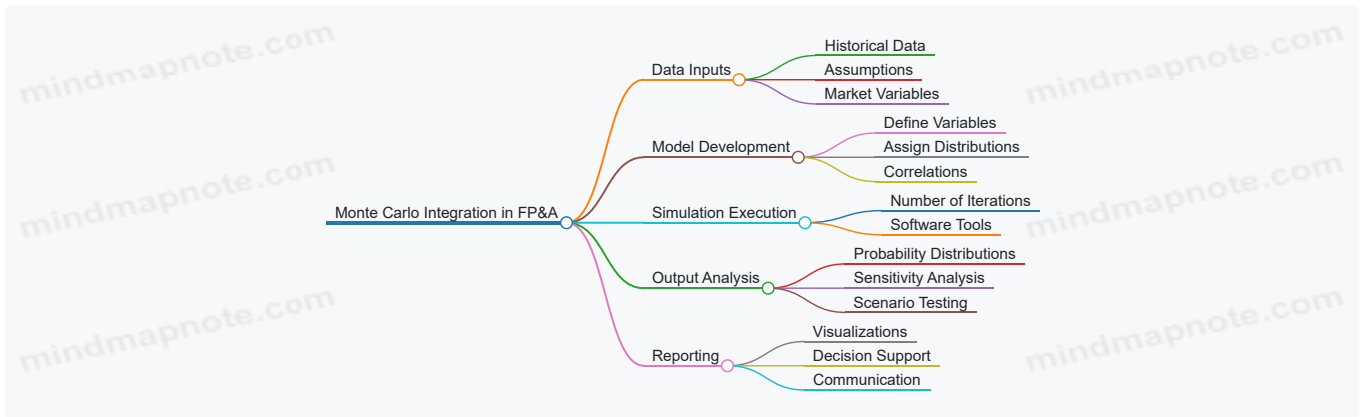 mindmapnote.com
mindmapnote.com
mindmapnote.com
mindmapnote.com
mindmapnote.com
mindmapnote.com
Monte Carlo Integration in FP&A
Data Inputs
Historical Data
Assumptions
Market Variables
Model Development
Define Variables
Assign Distributions
Correlations
Simulation Execution
Number of Iterations
Software Tools
Output Analysis
Probability Distributions
Sensitivity Analysis
Scenario Testing
Reporting
Visualizations
Decision Support
Communication